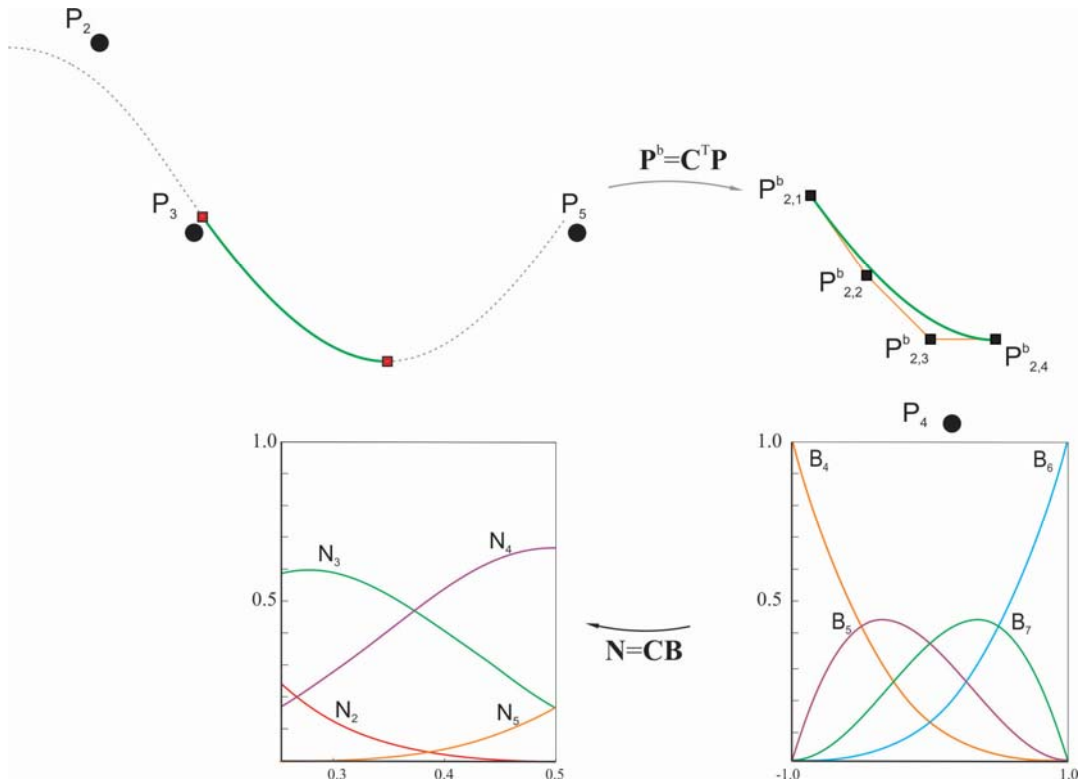 P₂
Pᵇ=CᵀP
P₃
P₅
Pᵇ₂,₁
Pᵇ₂,₂
Pᵇ₂,₃
Pᵇ₂,₄
P₄
1.0
0.5
N₃
N₄
N₂
N₅
0.3
0.4
0.5
N=CB
1.0
0.5
B₄
B₆
B₅
B₇
-1.0
1.0